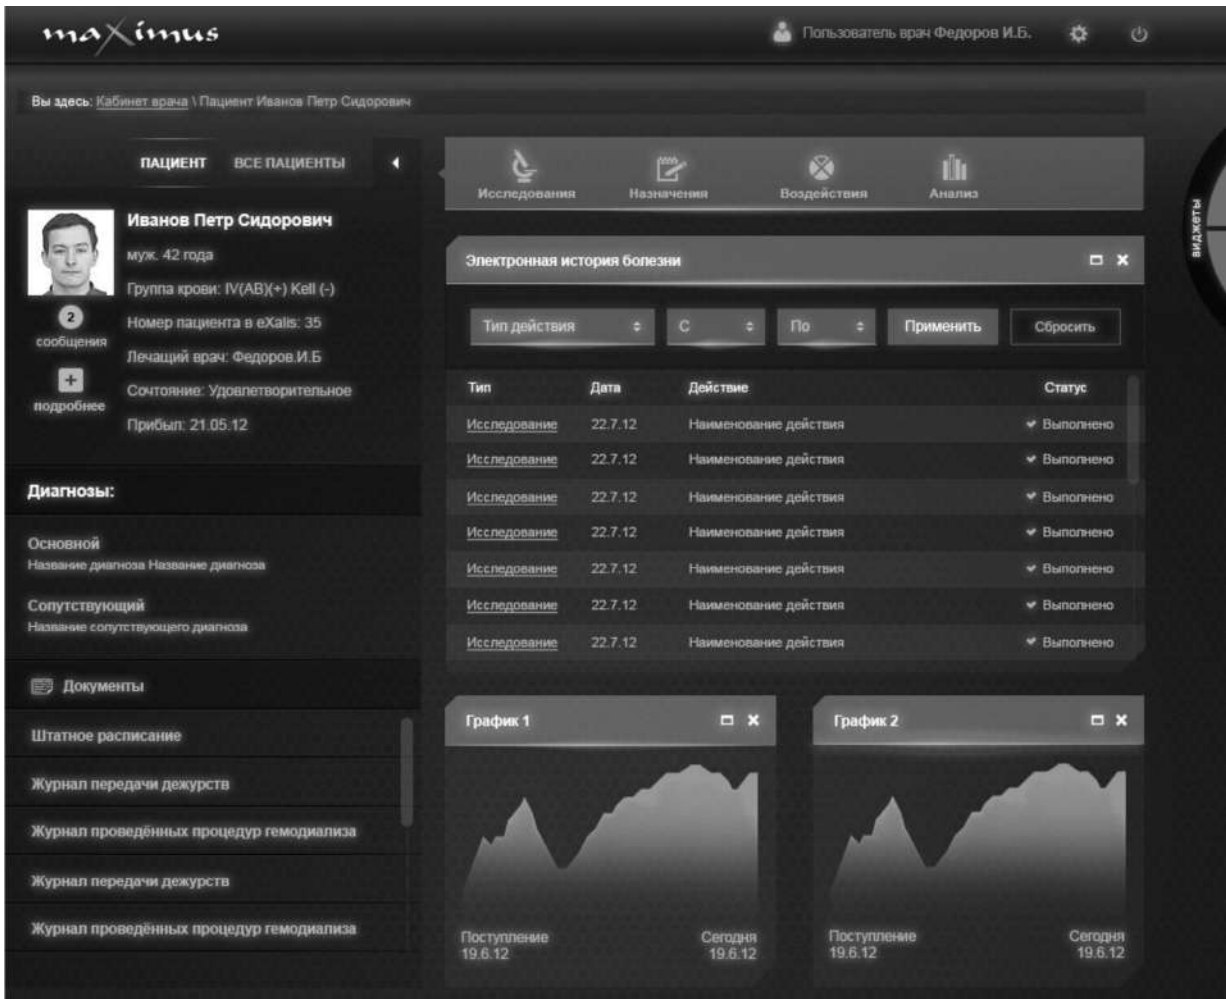 maximus
Пользователь врач Федоров И.Б.
Вы здесь: Кабинет врача \ Пациент Иванов Петр Сидорович
ПАЦИЕНТ ВСЕ ПАЦИЕНТЫ
Иванов Петр Сидорович
муж. 42 года
Группа крови: IV(AB)(+) Kell (-)
2
сообщения
Номер пациента в eXalis: 35
Лечащий врач: Федоров.И.Б
подробнее
Сочтояние: Удовлетворительное
Прибыл: 21.05.12
Диагнозы:
Основной
Название диагноза Название диагноза
Сопутствующий
Название сопутствующего диагноза
Документы
Штатное расписание
Журнал передачи дежурств
Журнал проведённых процедур гемодиализа
Журнал передачи дежурств
Журнал проведённых процедур гемодиализа
Исследования Назначения Воздействия Анализ
виджеты
Электронная история болезни
Тип действия С По Применить Сбросить
Тип Дата Действие Статус
Исследование 22.7.12 Наименование действия Выполнено
Исследование 22.7.12 Наименование действия Выполнено
Исследование 22.7.12 Наименование действия Выполнено
Исследование 22.7.12 Наименование действия Выполнено
Исследование 22.7.12 Наименование действия Выполнено
Исследование 22.7.12 Наименование действия Выполнено
Исследование 22.7.12 Наименование действия Выполнено
График 1
Поступление Сегодня
19.6.12 19.6.12
График 2
Поступление Сегодня
19.6.12 19.6.12